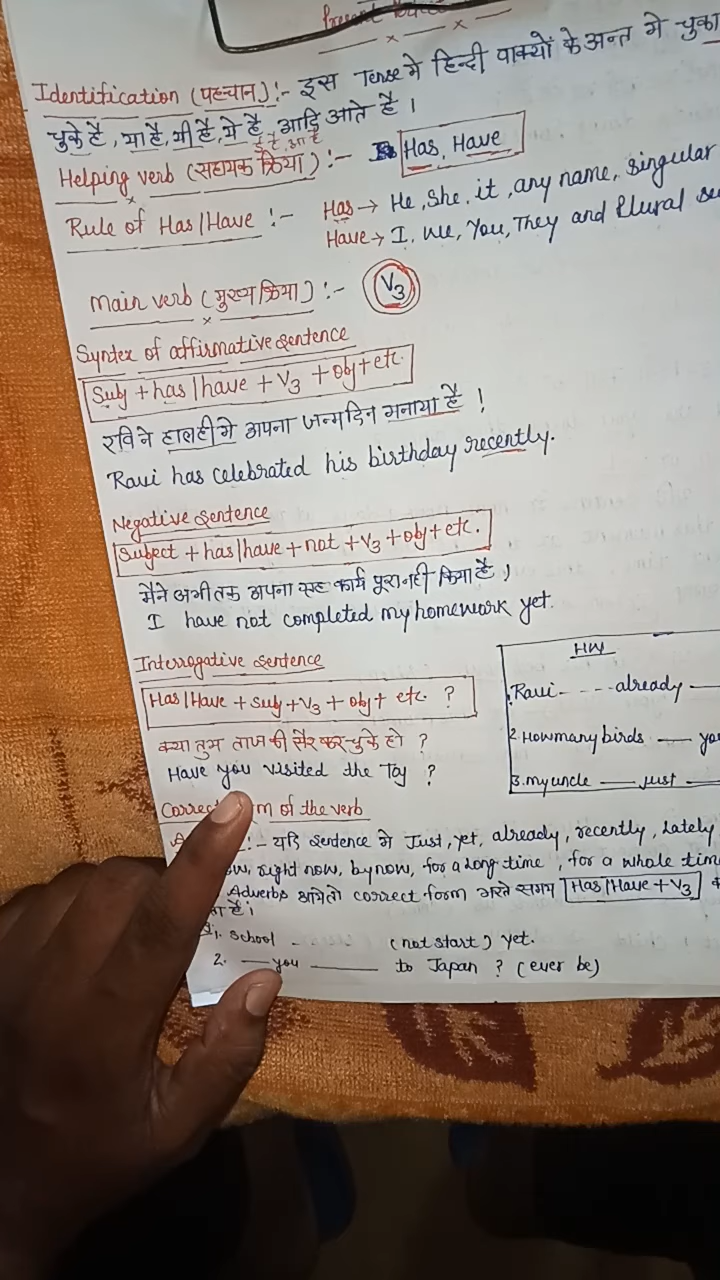 Present
Identification (पहचान) :- इस Tense मे हिन्दी वाक्यों के अन्त मे चुका
चुके है, या है, यी है, ये है, आदि आते है ।
ई है, आ है
Helping verb (सहायक क्रिया) :- Has, Have
Rule of Has/Have :- Has → He, She, it, any name, singular
Have → I, We, You, They and Plural
Main verb (मुख्य क्रिया) :- V3
Syntex of affirmative sentence
Sub + has/have + V3 + obj + etc.
रवि ने हालही मे अपना जन्मदिन मनाया है !
Ravi has celebrated his birthday recently.
Negative sentence
Subject + has/have + not + V3 + obj + etc.
मैने अभीतक अपना गृह कार्य पूरा नही किया है ,
I have not completed my homework yet.
Interrogative sentence
Has/Have + sub + V3 + obj + etc. ?
क्या तुम ताज की सैर कर चुके हो ?
Have you visited the Taj ?
HW
1. Ravi ---- already —
2. How many birds — you
3. my uncle — just —
Correct form of the verb
:- यदि sentence मे Just, yet, already, recently, lately
right now, by now, for a long time, for a whole time
Adverbs आये तो correct form भरते समय Has/Have + V3
है ।
1. School (not start) yet.
2. — you — to Japan ? (ever be)